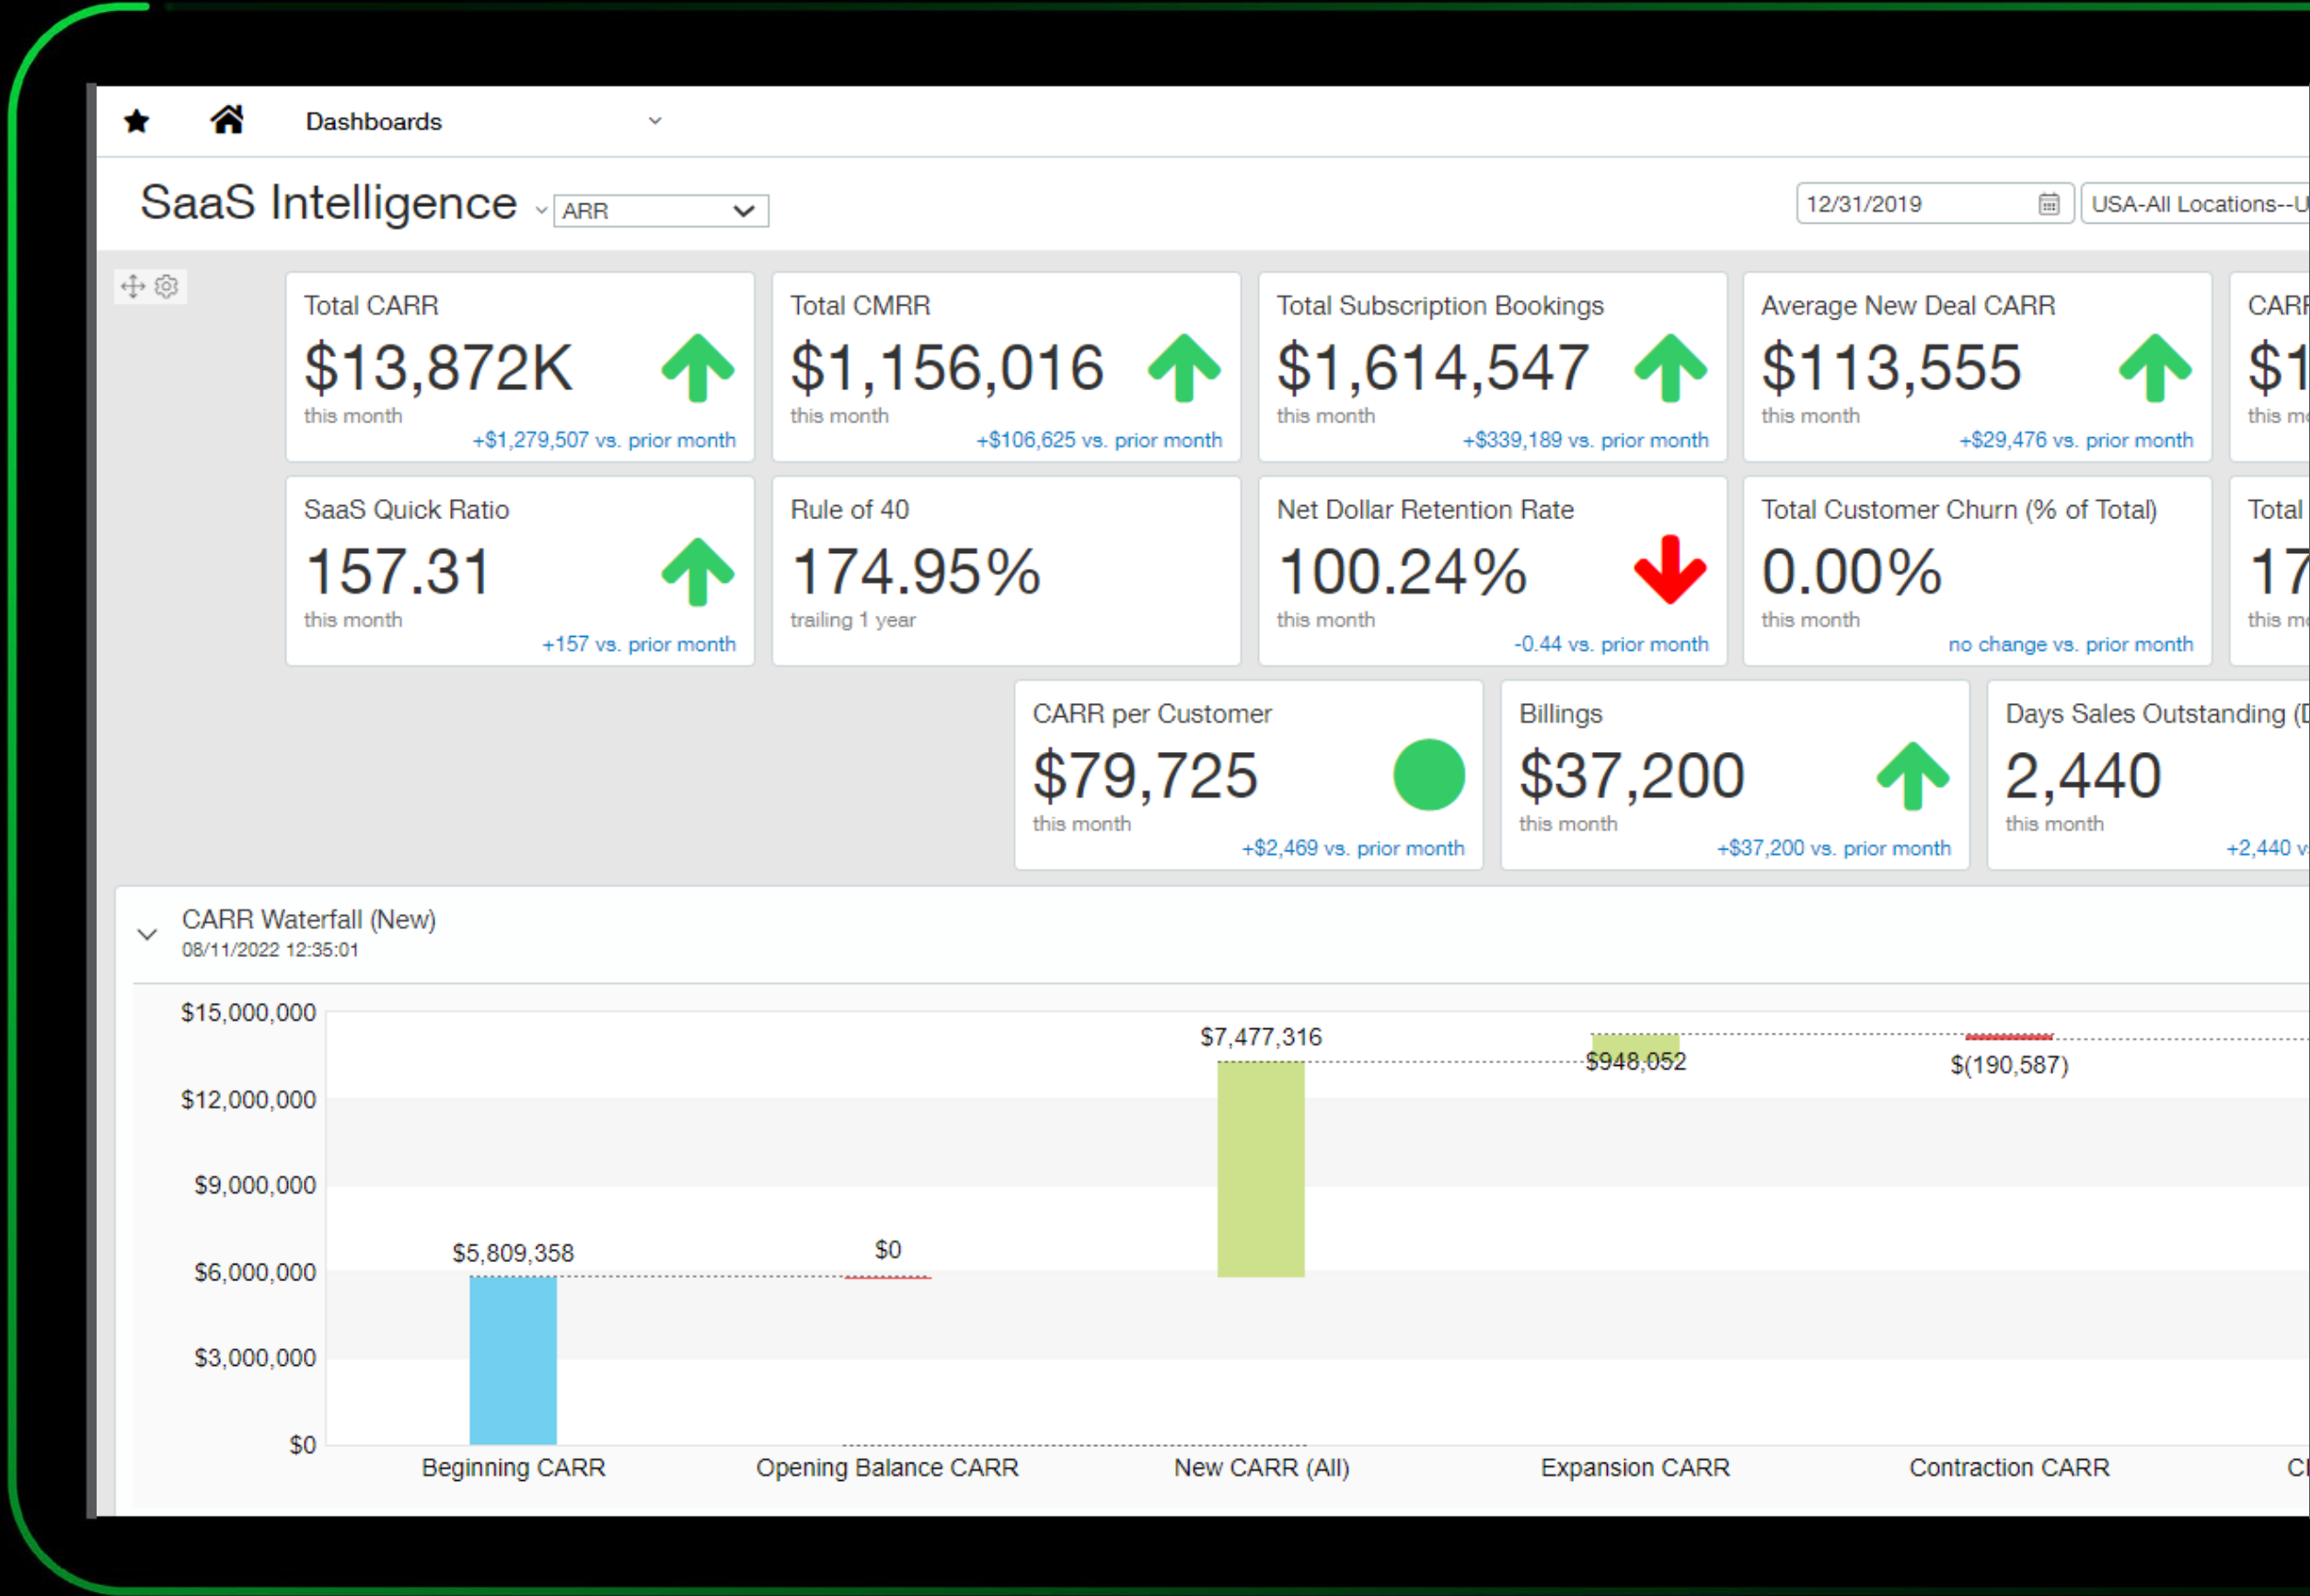 Dashboards
SaaS Intelligence
ARR
12/31/2019
USA-All Locations--U
Total CARR
$13,872K
this month
+$1,279,507 vs. prior month
Total CMRR
$1,156,016
this month
+$106,625 vs. prior month
Total Subscription Bookings
$1,614,547
this month
+$339,189 vs. prior month
Average New Deal CARR
$113,555
this month
+$29,476 vs. prior month
CARR
$1
this
SaaS Quick Ratio
157.31
this month
+157 vs. prior month
Rule of 40
174.95%
trailing 1 year
Net Dollar Retention Rate
100.24%
this month
-0.44 vs. prior month
Total Customer Churn (% of Total)
0.00%
this month
no change vs. prior month
Total
17
this
CARR per Customer
$79,725
this month
+$2,469 vs. prior month
Billings
$37,200
this month
+$37,200 vs. prior month
Days Sales Outstanding (
2,440
this month
+2,440
CARR Waterfall (New)
08/11/2022 12:35:01
$15,000,000
$12,000,000
$9,000,000
$6,000,000
$3,000,000
$0
$5,809,358
$0
$7,477,316
$948,052
$(190,587)
Beginning CARR
Opening Balance CARR
New CARR (All)
Expansion CARR
Contraction CARR